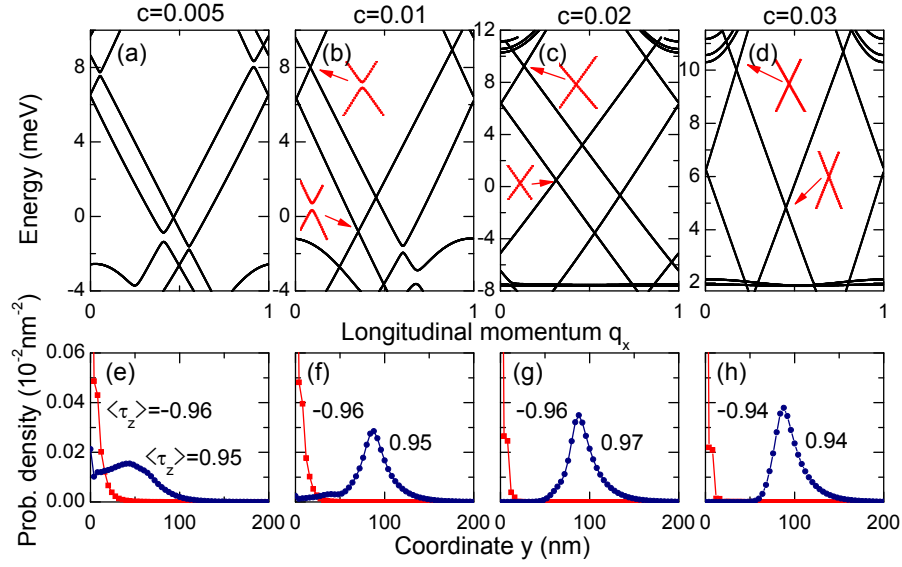 c=0.005 c=0.01 c=0.02 c=0.03
(a) (b) (c) (d)
Energy (meV)
8 4 0 -4
8 4 0 -4
12 8 4 0 -4 -8
10 8 6 4 2
0 1 0 1 0 1 0 1
Longitudinal momentum q_x
Prob. density (10⁻²nm⁻²)
0.06 0.04 0.02 0.00
(e) (f) (g) (h)
<τ_z>=-0.96 -0.96 -0.96 -0.94
<τ_z>=0.95 0.95 0.97 0.94
0 100 200 0 100 200 0 100 200 0 100 200
Coordinate y (nm)